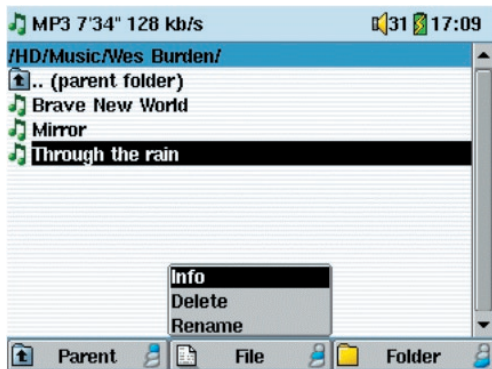 MP3 7'34" 128 kb/s 31 17:09
/HD/Music/Wes Burden/
.. (parent folder)
Brave New World
Mirror
Through the rain
Info
Delete
Rename
Parent File Folder